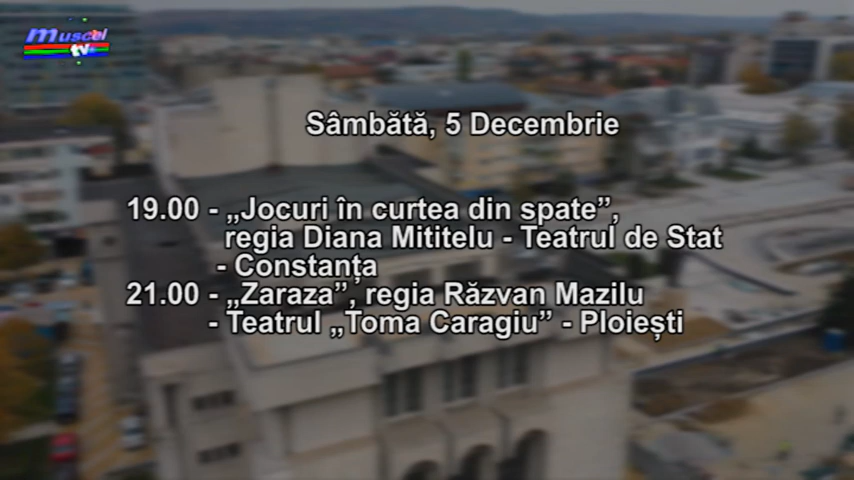 Muscel
tv
Sâmbătă, 5 Decembrie
19.00 - „Jocuri în curtea din spate”,
regia Diana Mititelu - Teatrul de Stat
- Constanța
21.00 - „Zaraza”, regia Răzvan Mazilu
- Teatrul „Toma Caragiu” - Ploiești